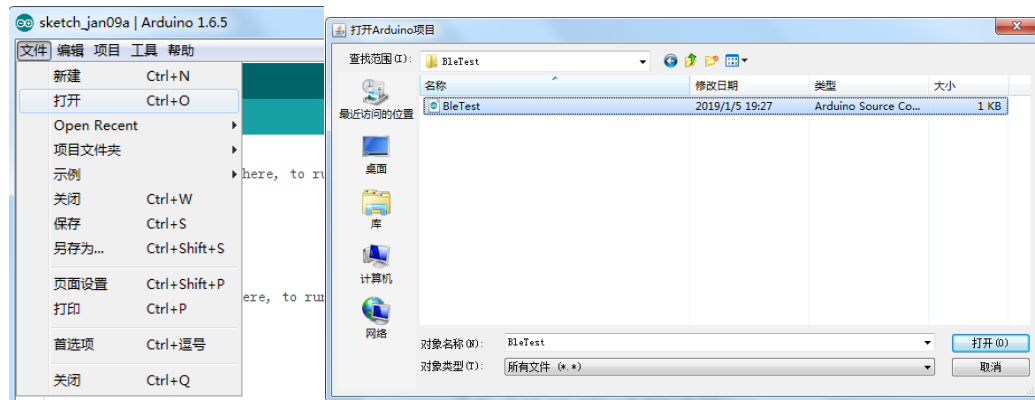 sketch_jan09a | Arduino 1.6.5
文件 编辑 项目 工具 帮助
新建 Ctrl+N
打开 Ctrl+O
Open Recent
项目文件夹
示例
关闭 Ctrl+W
保存 Ctrl+S
另存为... Ctrl+Shift+S
页面设置 Ctrl+Shift+P
打印 Ctrl+P
首选项 Ctrl+逗号
关闭 Ctrl+Q
here, to
ere, to
打开Arduino项目
查找范围(I): BleTest
名称 修改日期 类型 大小
BleTest 2019/1/5 19:27 Arduino Source Co... 1 KB
最近访问的位置
桌面
库
计算机
网络
对象名称(N): BleTest 打开(O)
对象类型(T): 所有文件 (*.*) 取消